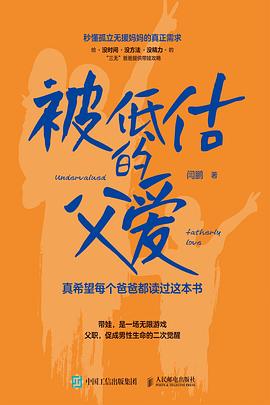 秒懂孤立无援妈妈的真正需求
给·没时间·没方法·没精力·的
“三无”爸爸提供带娃攻略
被低估
的
Undervalued
父爱
fatherly
love
闫鹏 著
真希望每个爸爸都读过这本书
带娃，是一场无限游戏
父职，促成男性生命的二次觉醒
中国工信出版集团
人民邮电出版社